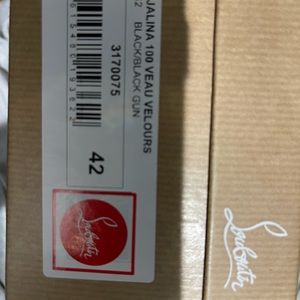 JALINA 100 VEAU VELOURS
BLACK/BLACK GUN
3170075
42
Louboutin
Louboutin